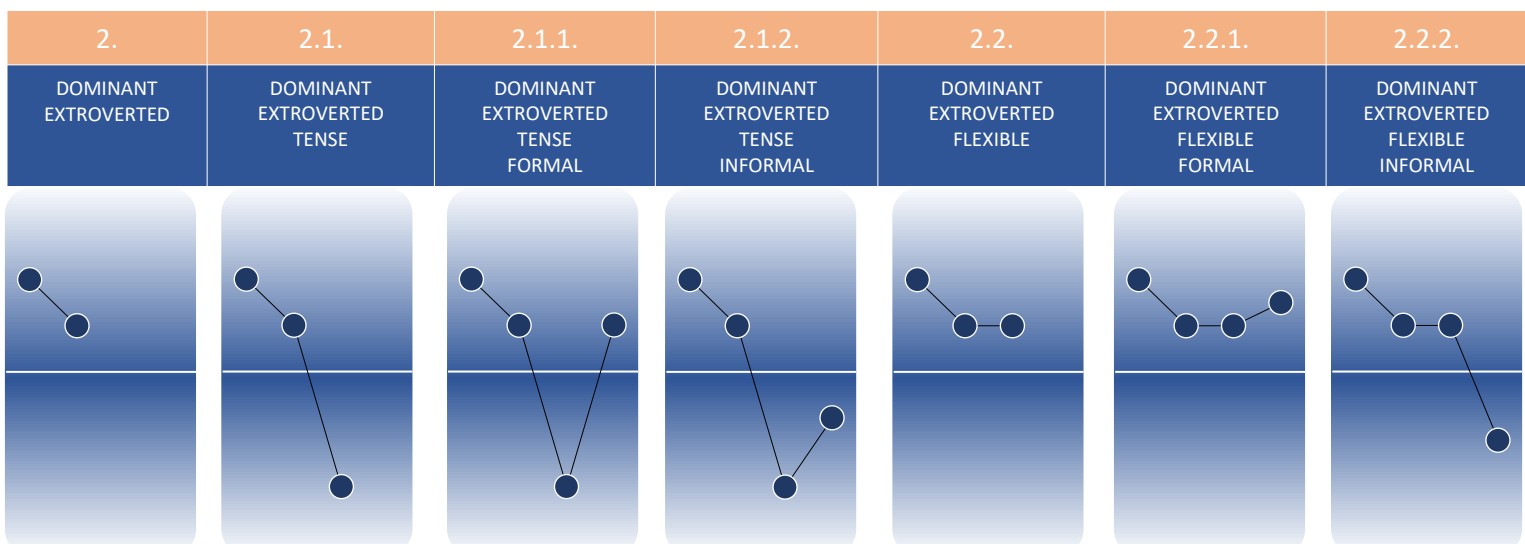 2.
2.1.
2.1.1.
2.1.2.
2.2.
2.2.1.
2.2.2.
DOMINANT
EXTROVERTED
DOMINANT
EXTROVERTED
TENSE
DOMINANT
EXTROVERTED
TENSE
FORMAL
DOMINANT
EXTROVERTED
TENSE
INFORMAL
DOMINANT
EXTROVERTED
FLEXIBLE
DOMINANT
EXTROVERTED
FLEXIBLE
FORMAL
DOMINANT
EXTROVERTED
FLEXIBLE
INFORMAL